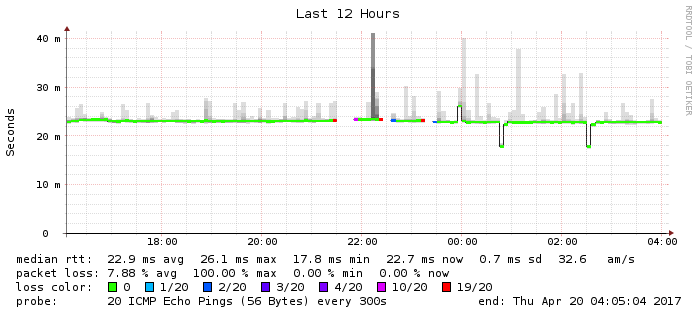 Last 12 Hours
RRDTOOL / TOBI OETIKER
Seconds
40 m
30 m
20 m
10 m
0
18:00 20:00 22:00 00:00 02:00 04:00
median rtt: 22.9 ms avg 26.1 ms max 17.8 ms min 22.7 ms now 0.7 ms sd 32.6 am/s
packet loss: 7.88 % avg 100.00 % max 0.00 % min 0.00 % now
loss color: 0 1/20 2/20 3/20 4/20 10/20 19/20
probe: 20 ICMP Echo Pings (56 Bytes) every 300s end: Thu Apr 20 04:05:04 2017